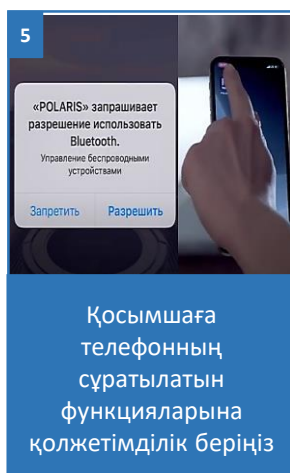 5
«POLARIS» запрашивает
разрешение использовать
Bluetooth.
Управление беспроводными
устройствами
Запретить Разрешить
Қосымшаға
телефонның
сұратылатын
функцияларына
қолжетімділік беріңіз